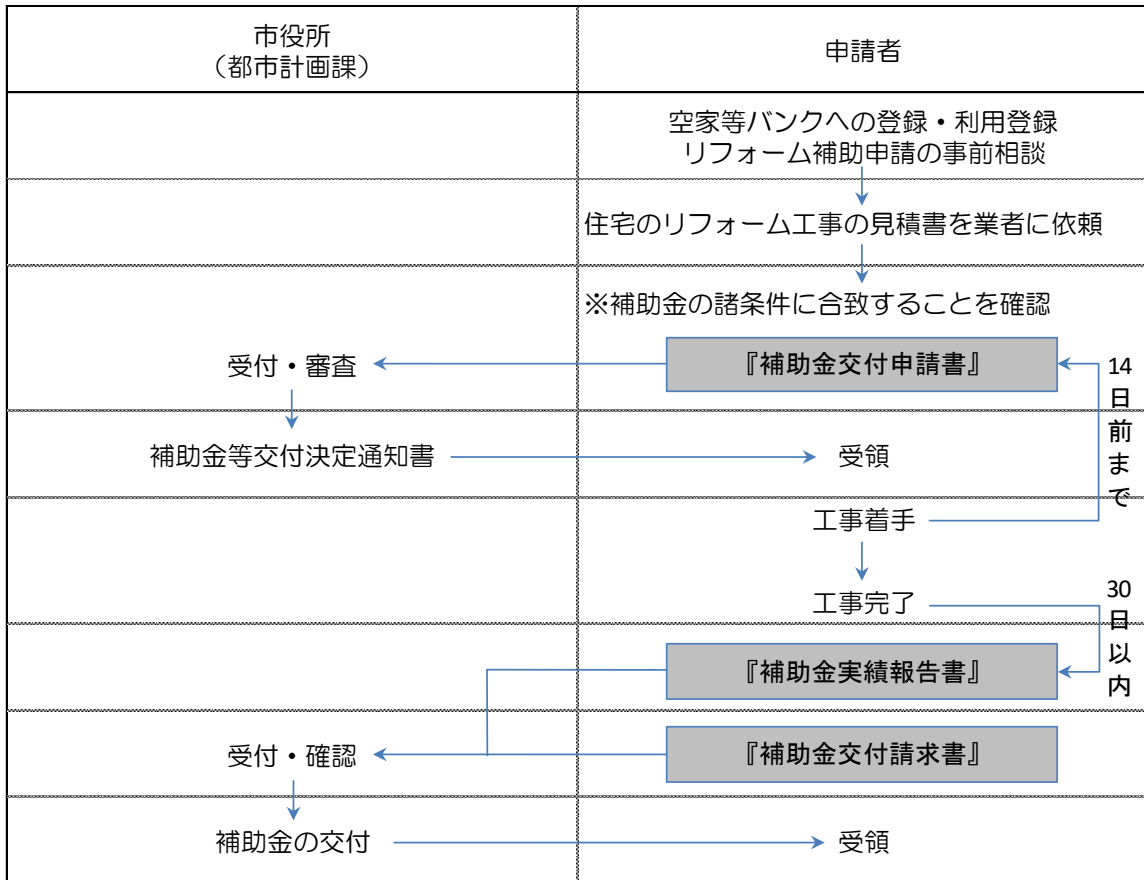 市役所
（都市計画課）
申請者
空家等バンクへの登録・利用登録
リフォーム補助申請の事前相談
住宅のリフォーム工事の見積書を業者に依頼
※補助金の諸条件に合致することを確認
受付・審査
『補助金交付申請書』
14日前まで
補助金等交付決定通知書
受領
工事着手
工事完了
30日以内
『補助金実績報告書』
受付・確認
『補助金交付請求書』
補助金の交付
受領